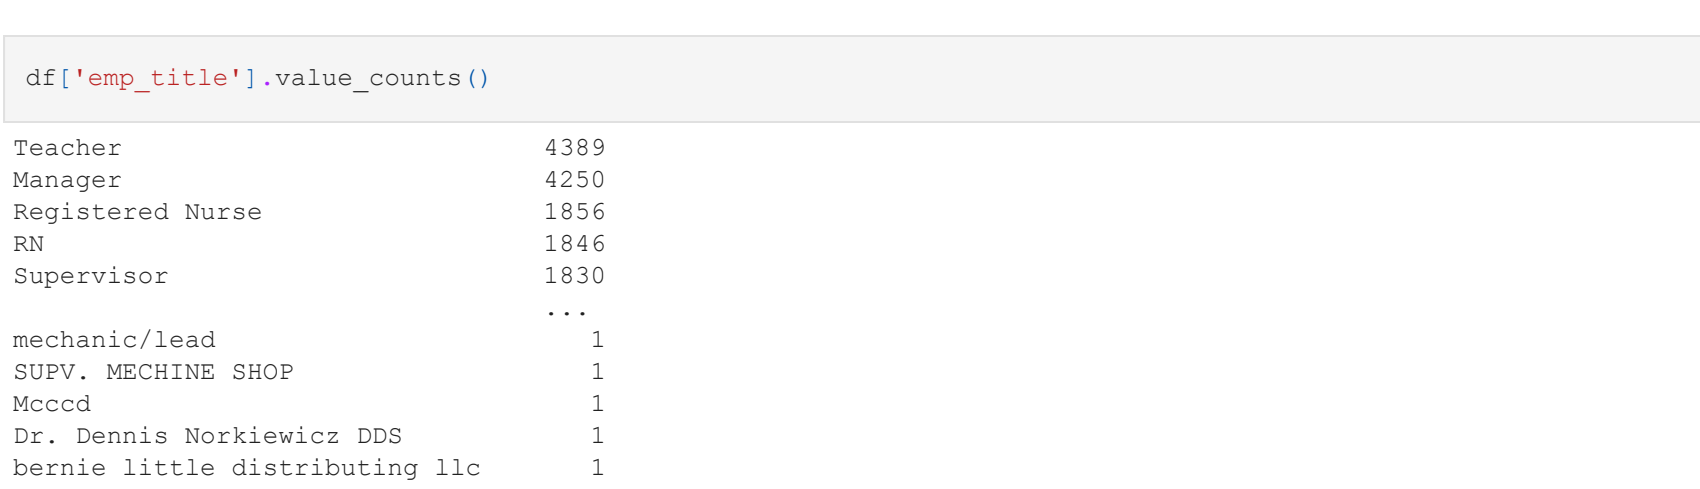 df['emp_title'].value_counts()
Teacher 4389
Manager 4250
Registered Nurse 1856
RN 1846
Supervisor 1830
...
mechanic/lead 1
SUPV. MECHINE SHOP 1
Mcccd 1
Dr. Dennis Norkiewicz DDS 1
bernie little distributing llc 1